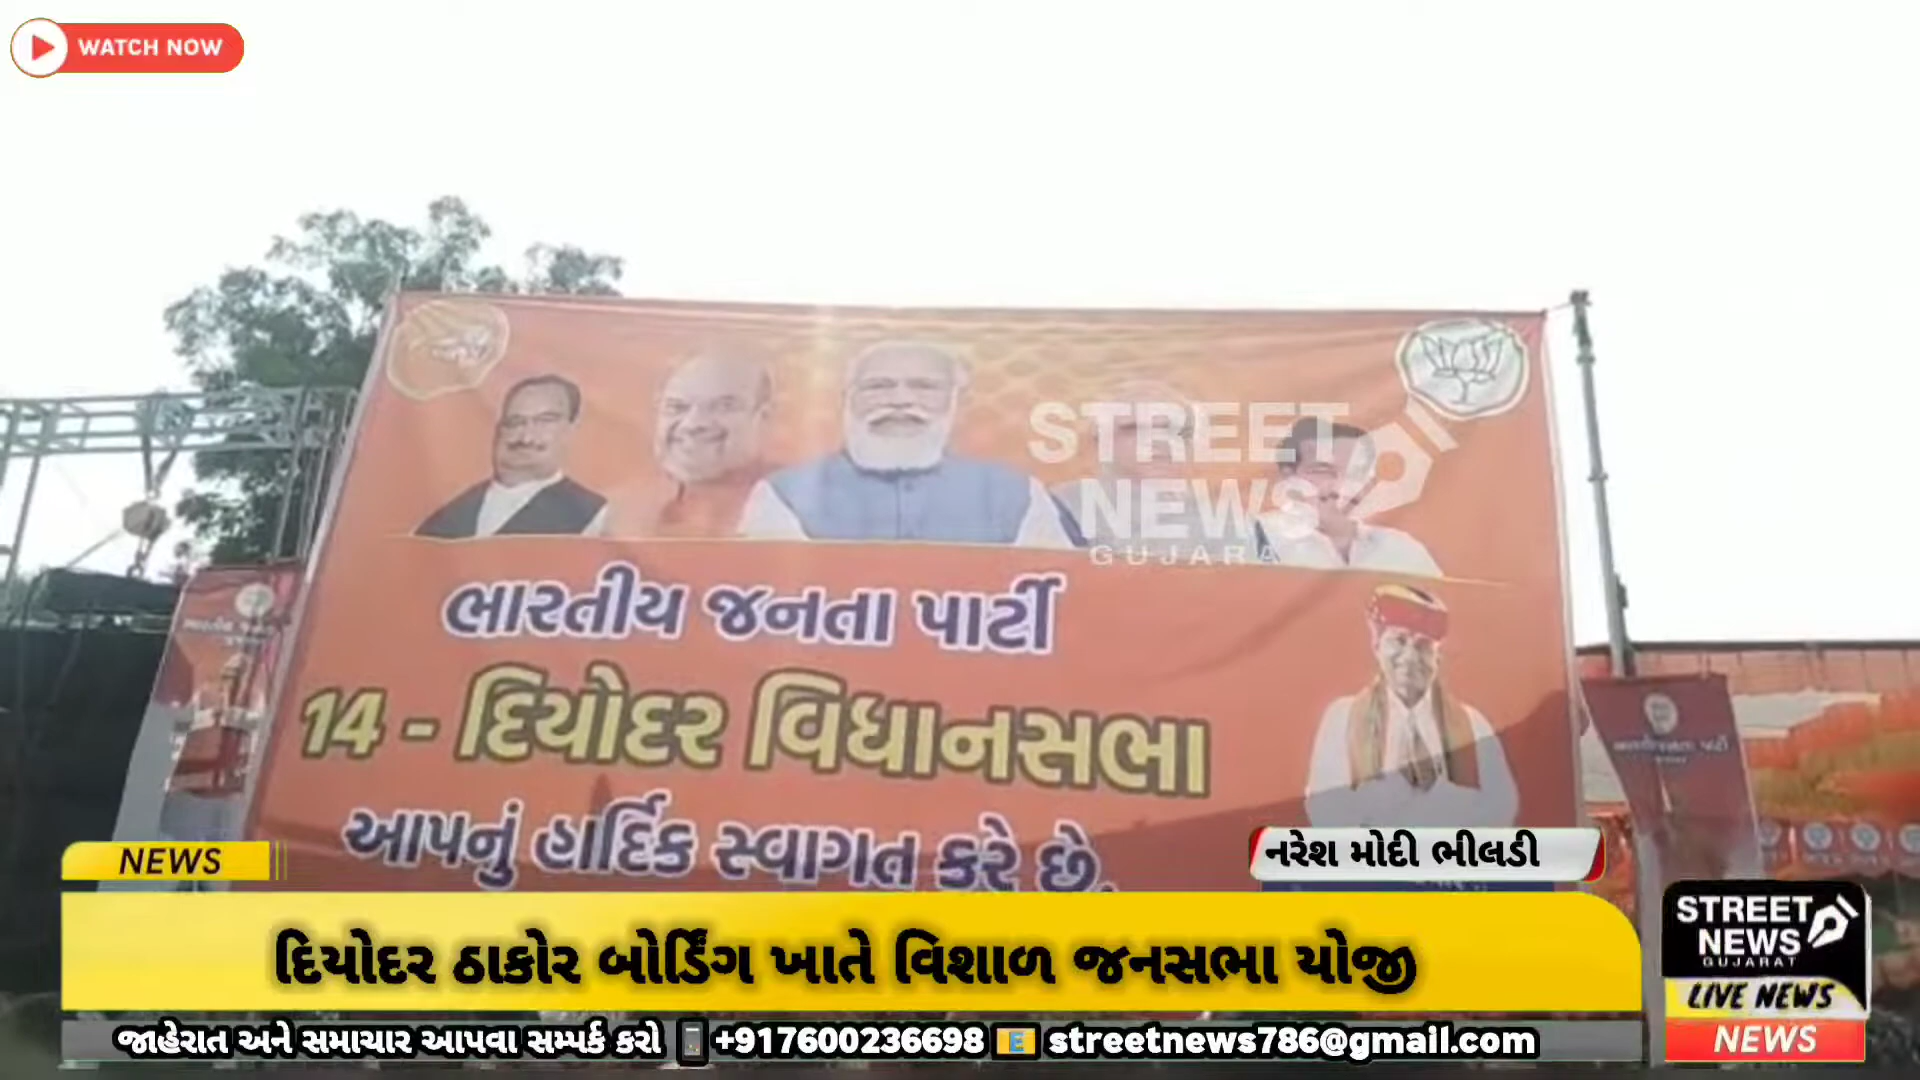 WATCH NOW
STREET
NEWS
GUJARA
ભારતીય જનતા પાર્ટી
14 - દિયોદર વિધાનસભા
આપનું હાર્દિક સ્વાગત કરે છે.
NEWS
નરેશ મોદી ભીલડી
દિયોદર ઠાકોર બોર્ડિંગ ખાતે વિશાળ જનસભા યોજી
STREET
NEWS
GUJARAT
LIVE NEWS
NEWS
જાહેરાત અને સમાચાર આપવા સમ્પર્ક કરો 📱+917600236698 📧 streetnews786@gmail.com